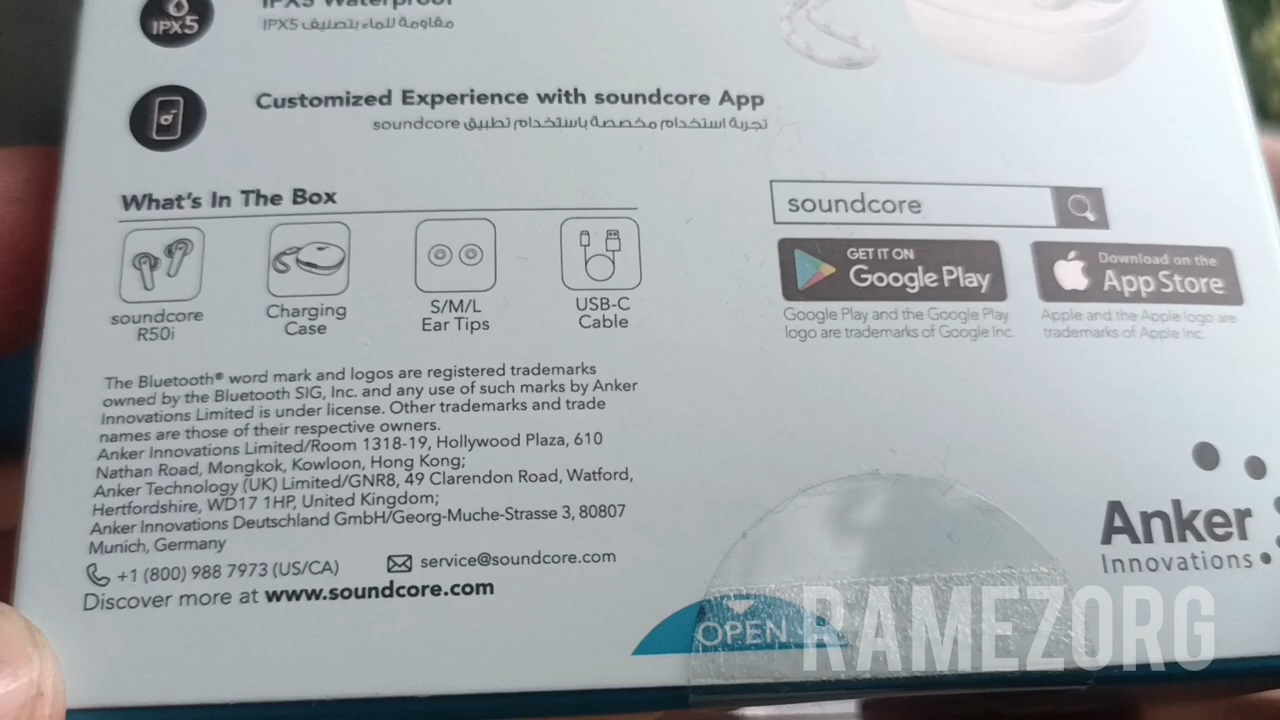 IPX5
IPX5 Waterproof
مقاومة للماء بتصنيف IPX5
Customized Experience with soundcore App
تجربة استخدام مخصصة باستخدام تطبيق soundcore
What's In The Box
soundcore
R50i
Charging
Case
S/M/L
Ear Tips
USB-C
Cable
soundcore
GET IT ON
Google Play
Download on the
App Store
Google Play and the Google Play
logo are trademarks of Google Inc.
Apple and the Apple logo are
trademarks of Apple Inc.
The Bluetooth® word mark and logos are registered trademarks
owned by the Bluetooth SIG, Inc. and any use of such marks by Anker
Innovations Limited is under license. Other trademarks and trade
names are those of their respective owners.
Anker Innovations Limited/Room 1318-19, Hollywood Plaza, 610
Nathan Road, Mongkok, Kowloon, Hong Kong;
Anker Technology (UK) Limited/GNR8, 49 Clarendon Road, Watford,
Hertfordshire, WD17 1HP, United Kingdom;
Anker Innovations Deutschland GmbH/Georg-Muche-Strasse 3, 80807
Munich, Germany
+1 (800) 988 7973 (US/CA)
service@soundcore.com
Discover more at www.soundcore.com
Anker
Innovations
OPEN
RAMEZORG